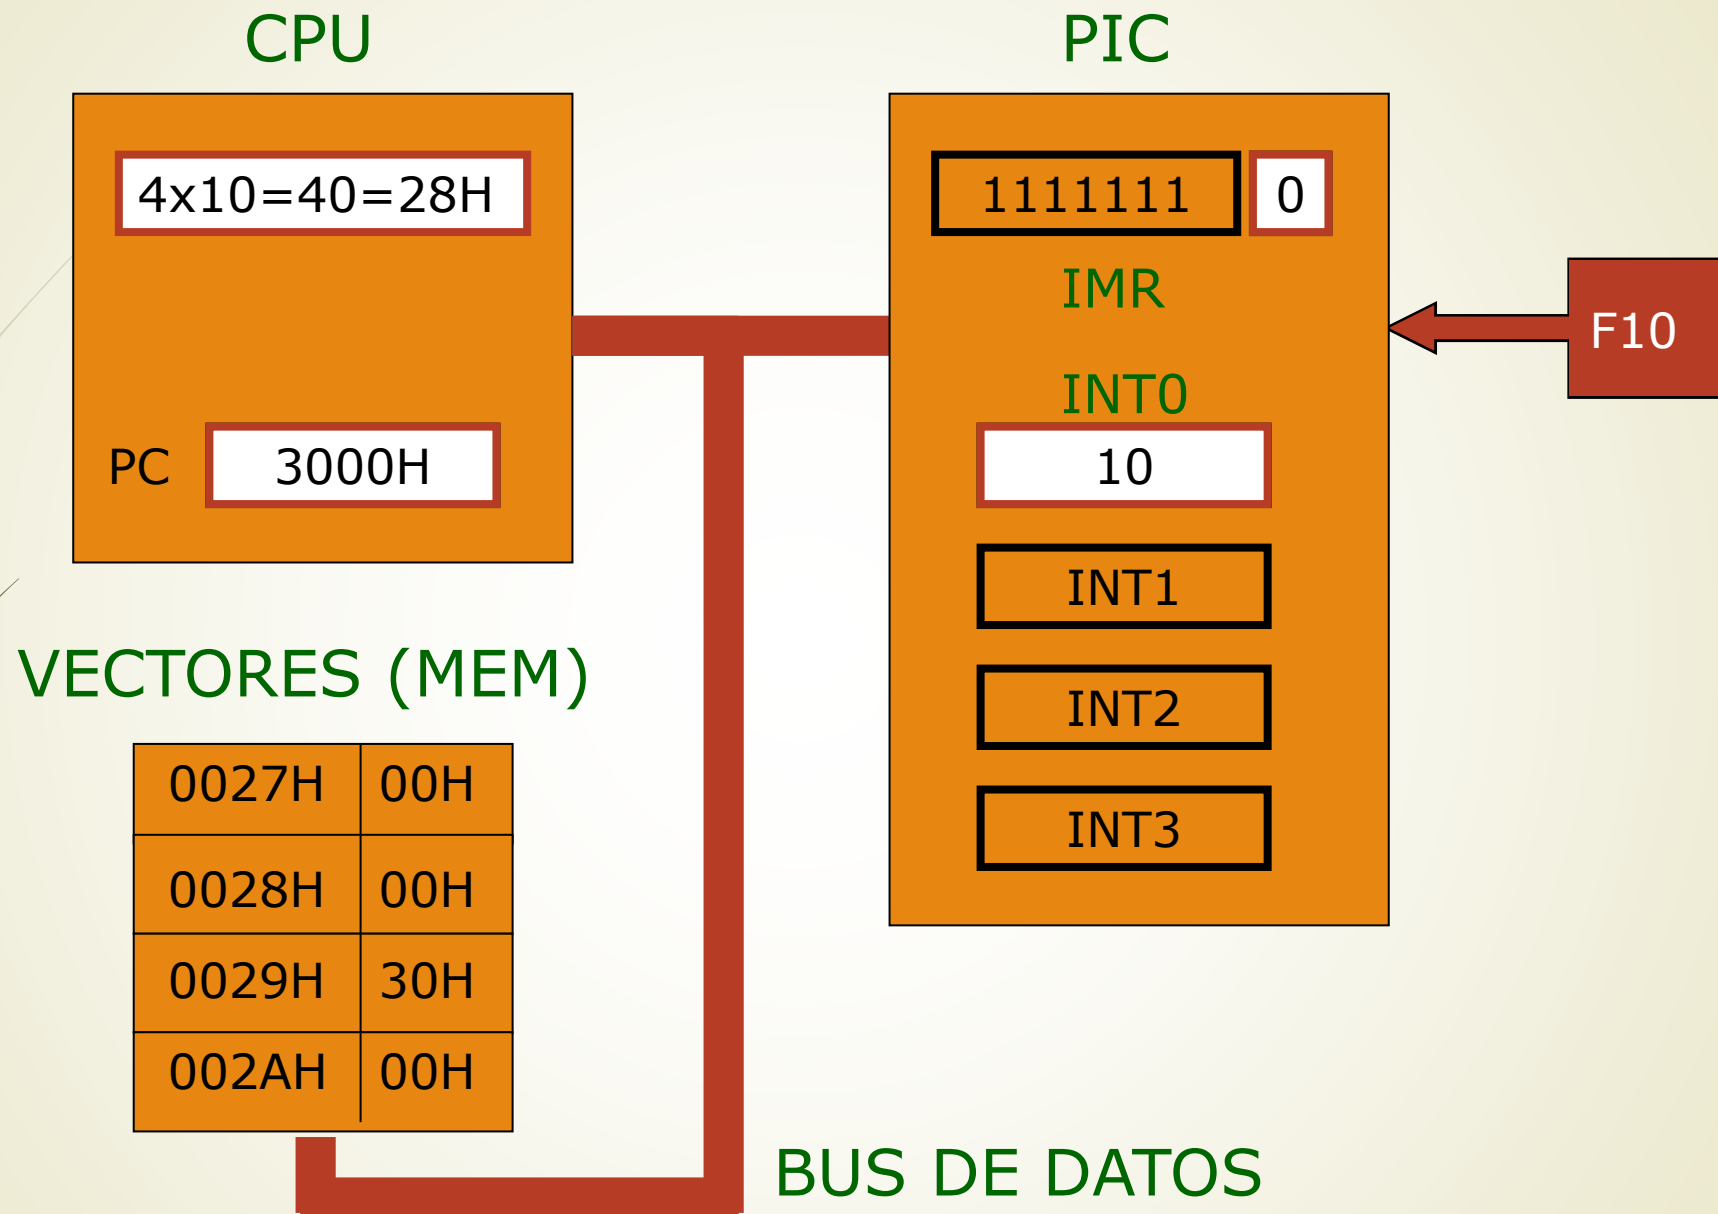 CPU
4x10=40=28H
PC 3000H
VECTORES (MEM)
0027H 00H
0028H 00H
0029H 30H
002AH 00H
PIC
1111111 0
IMR
INT0
10
INT1
INT2
INT3
F10
BUS DE DATOS